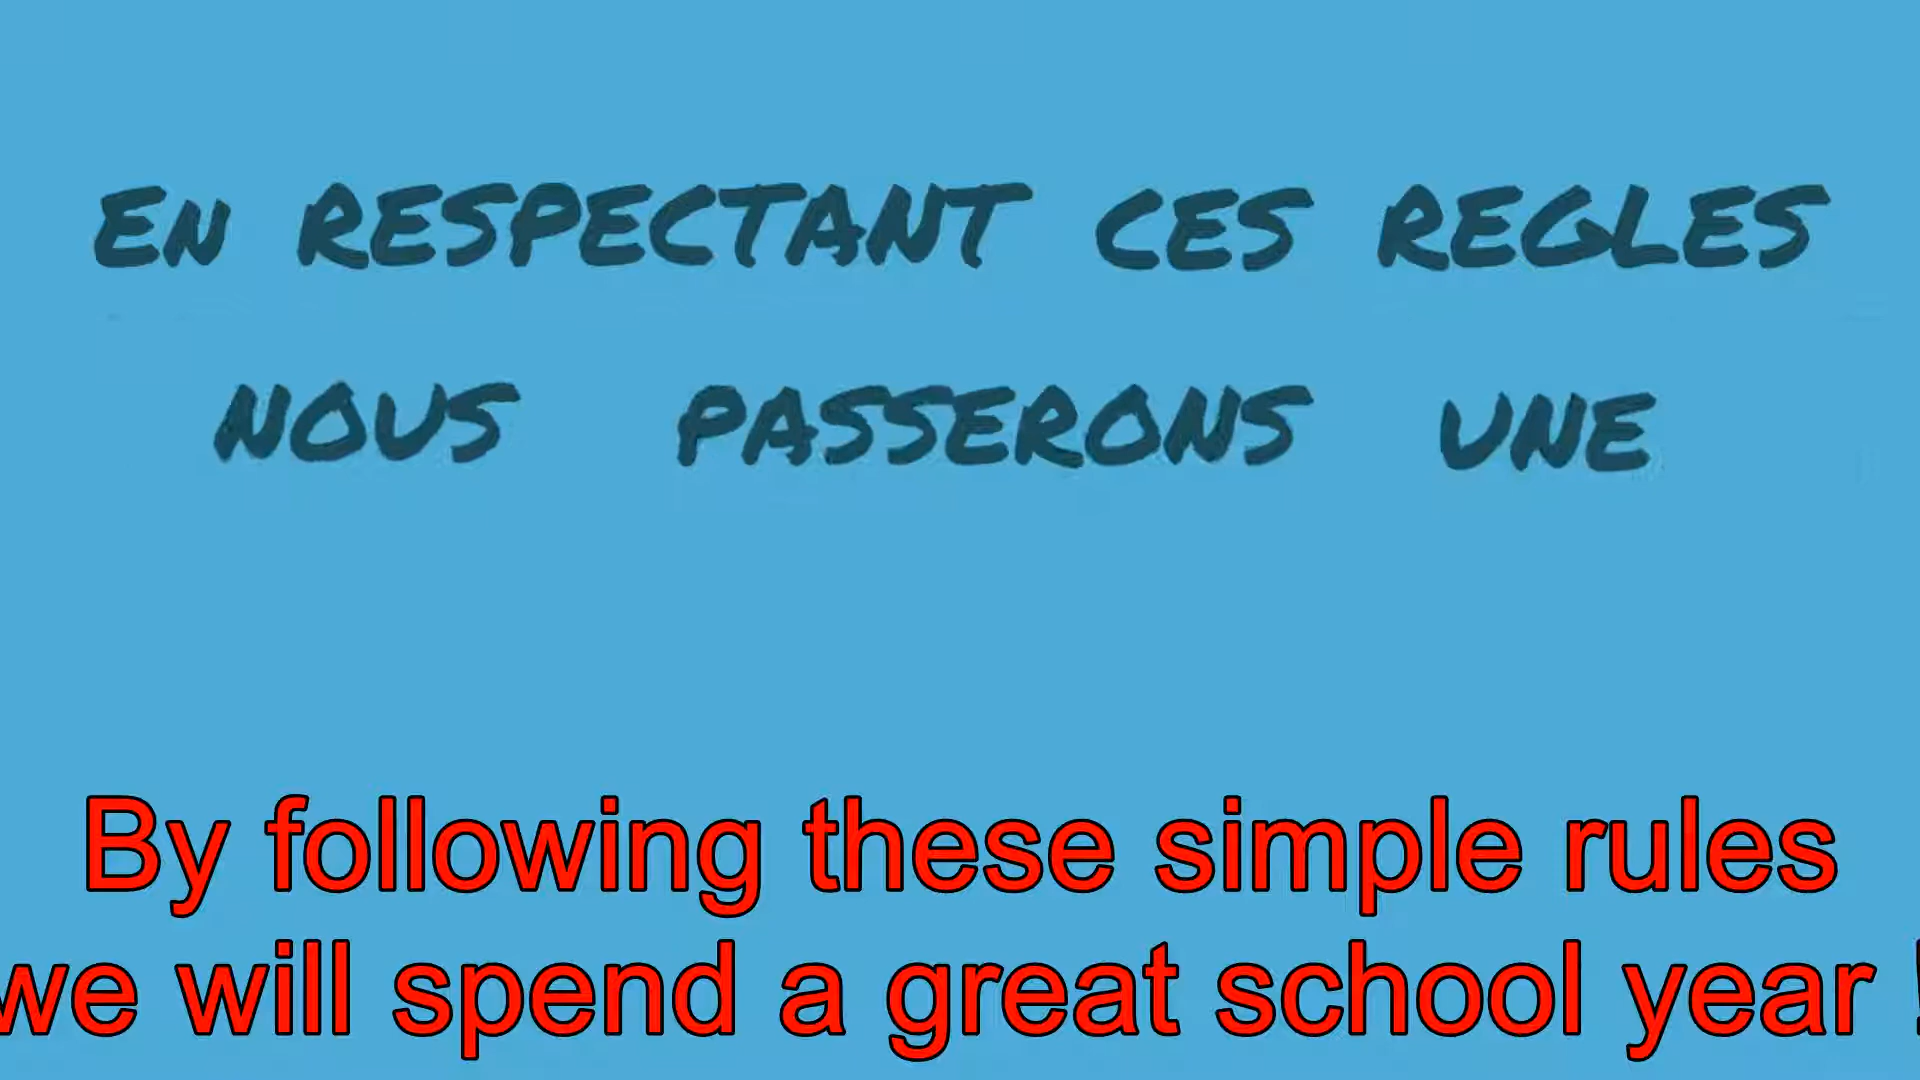 En RESPECTANT CES REGLES
NOUS PASSERONS UNE
By following these simple rules
we will spend a great school year !